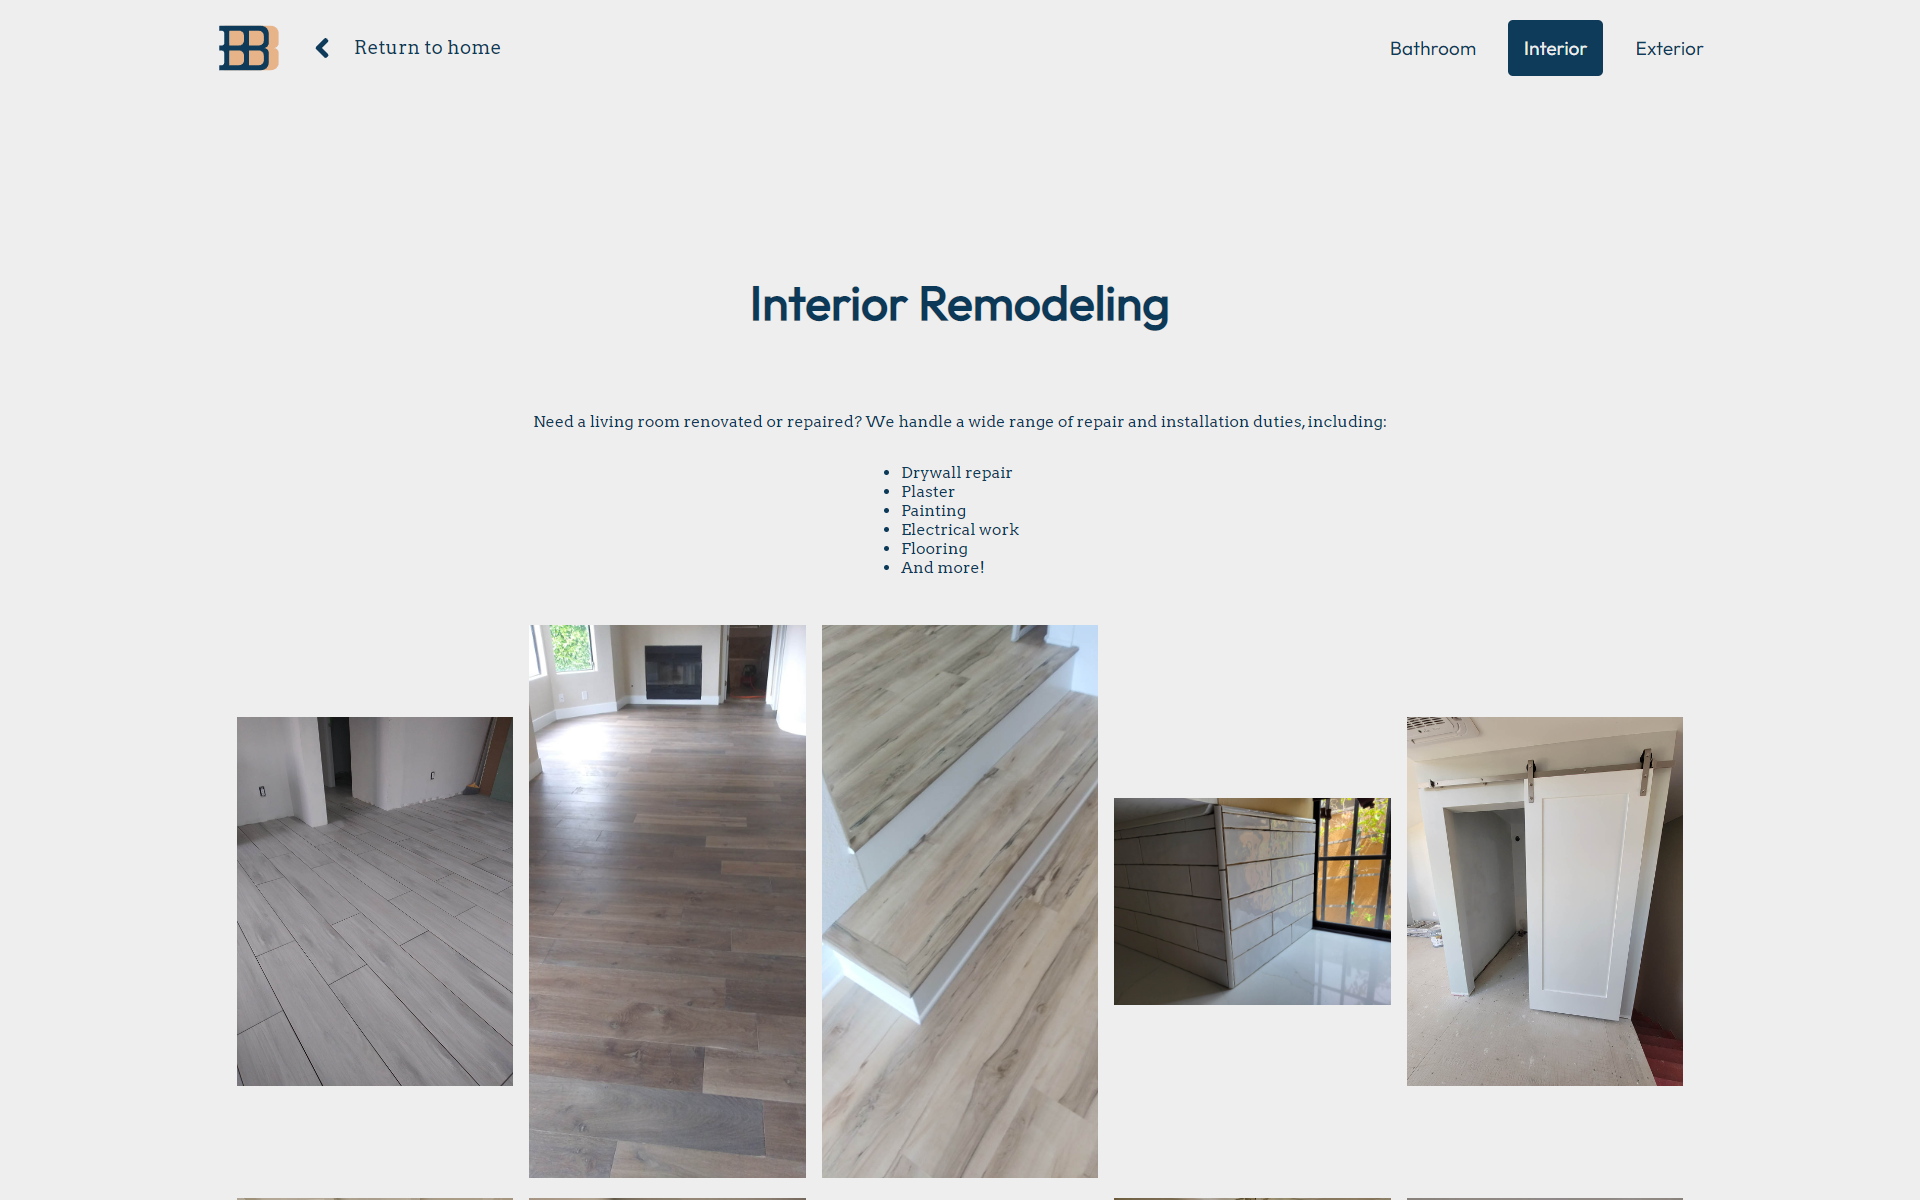 BB
Return to home
Bathroom
Interior
Exterior
Interior Remodeling
Need a living room renovated or repaired? We handle a wide range of repair and installation duties, including:
• Drywall repair
• Plaster
• Painting
• Electrical work
• Flooring
• And more!